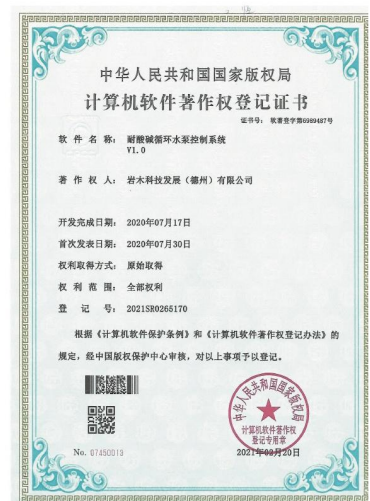 中华人民共和国国家版权局
计算机软件著作权登记证书
证书号: 软著登字第6989487号
软件名称: 耐酸碱循环水泵控制系统
V1.0
著作权人: 岩木科技发展（德州）有限公司
开发完成日期: 2020年07月17日
首次发表日期: 2020年07月30日
权利取得方式: 原始取得
权利范围: 全部权利
登记号: 2021SR0265170
根据《计算机软件保护条例》和《计算机软件著作权登记办法》的
规定，经中国版权保护中心审核，对以上事项予以登记。
中华人民共和国国家版权局
计算机软件著作权
登记专用章
No. 07450013
2021年02月20日